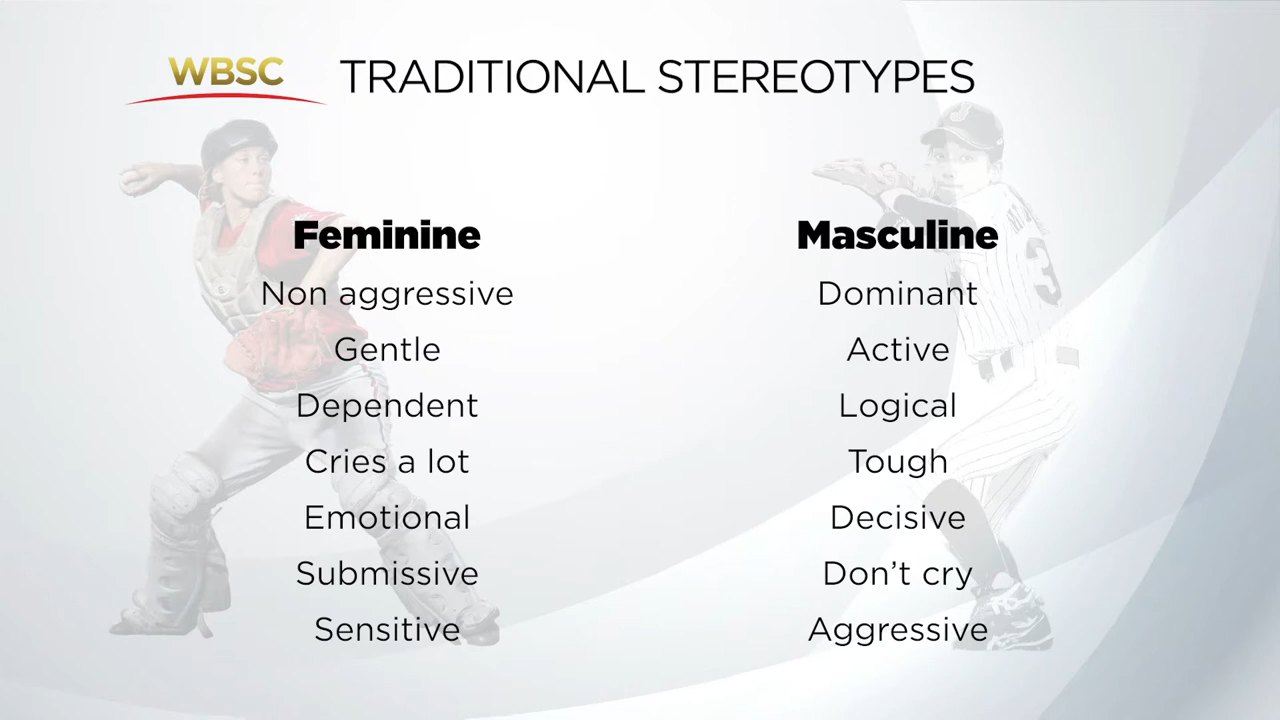 WBSC TRADITIONAL STEREOTYPES
Feminine
Non aggressive
Gentle
Dependent
Cries a lot
Emotional
Submissive
Sensitive
Masculine
Dominant
Active
Logical
Tough
Decisive
Don’t cry
Aggressive
J
3